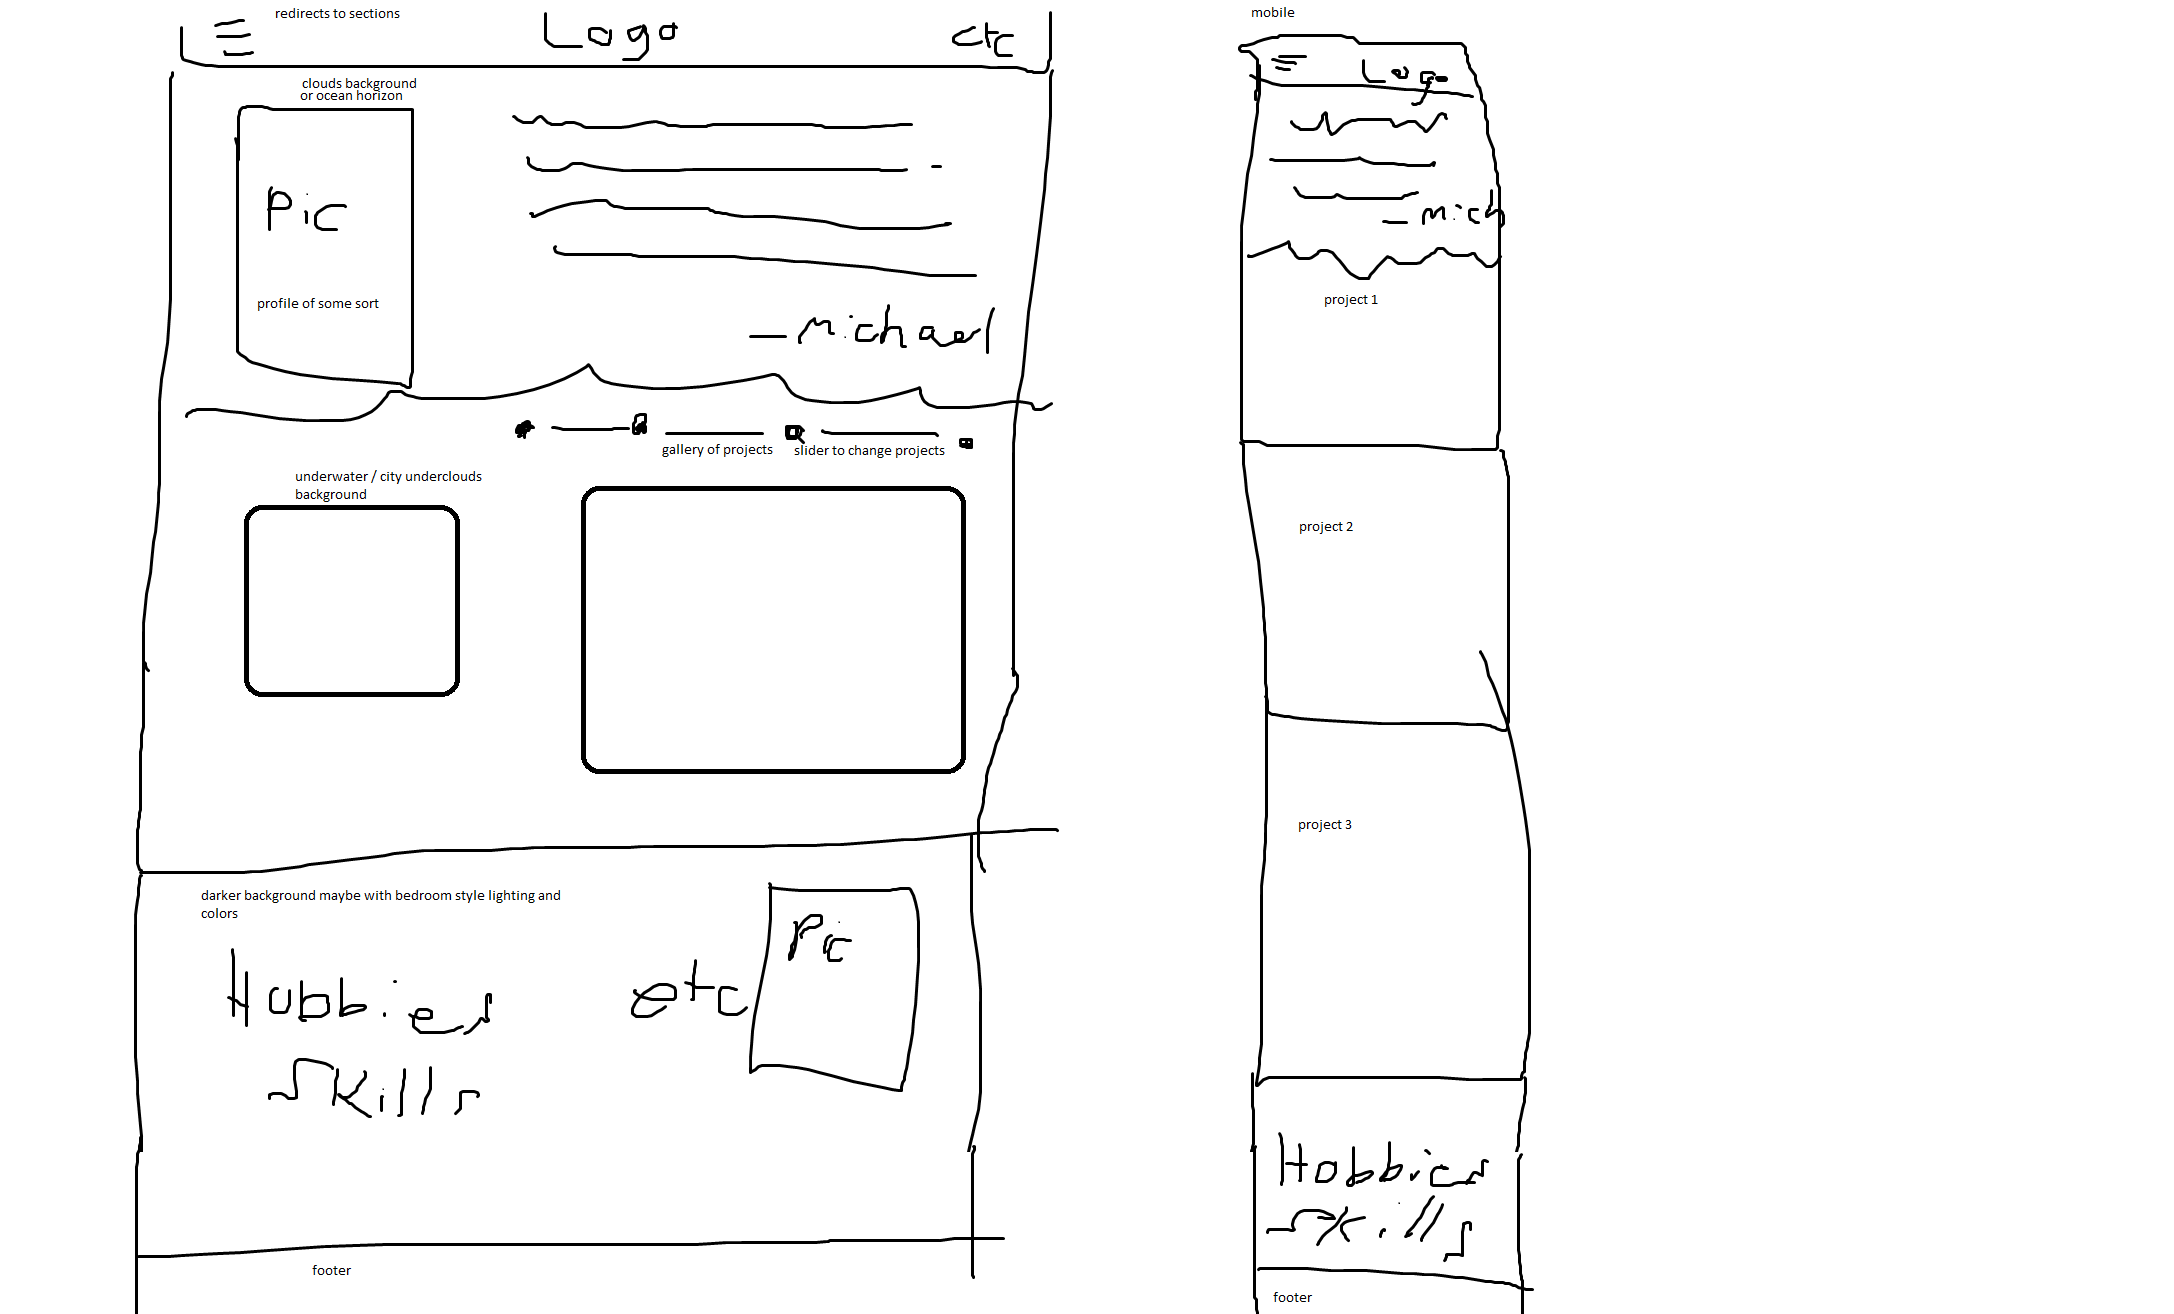 redirects to sections
Logo
ctc
clouds background
or ocean horizon
Pic
profile of some sort
- Michael
gallery of projects
slider to change projects
underwater / city underclouds
background
darker background maybe with bedroom style lighting and
colors
Hobbies
etc
Pic
Skills
footer
mobile
Logo
- Mich
project 1
project 2
project 3
Hobbies
Skills
footer